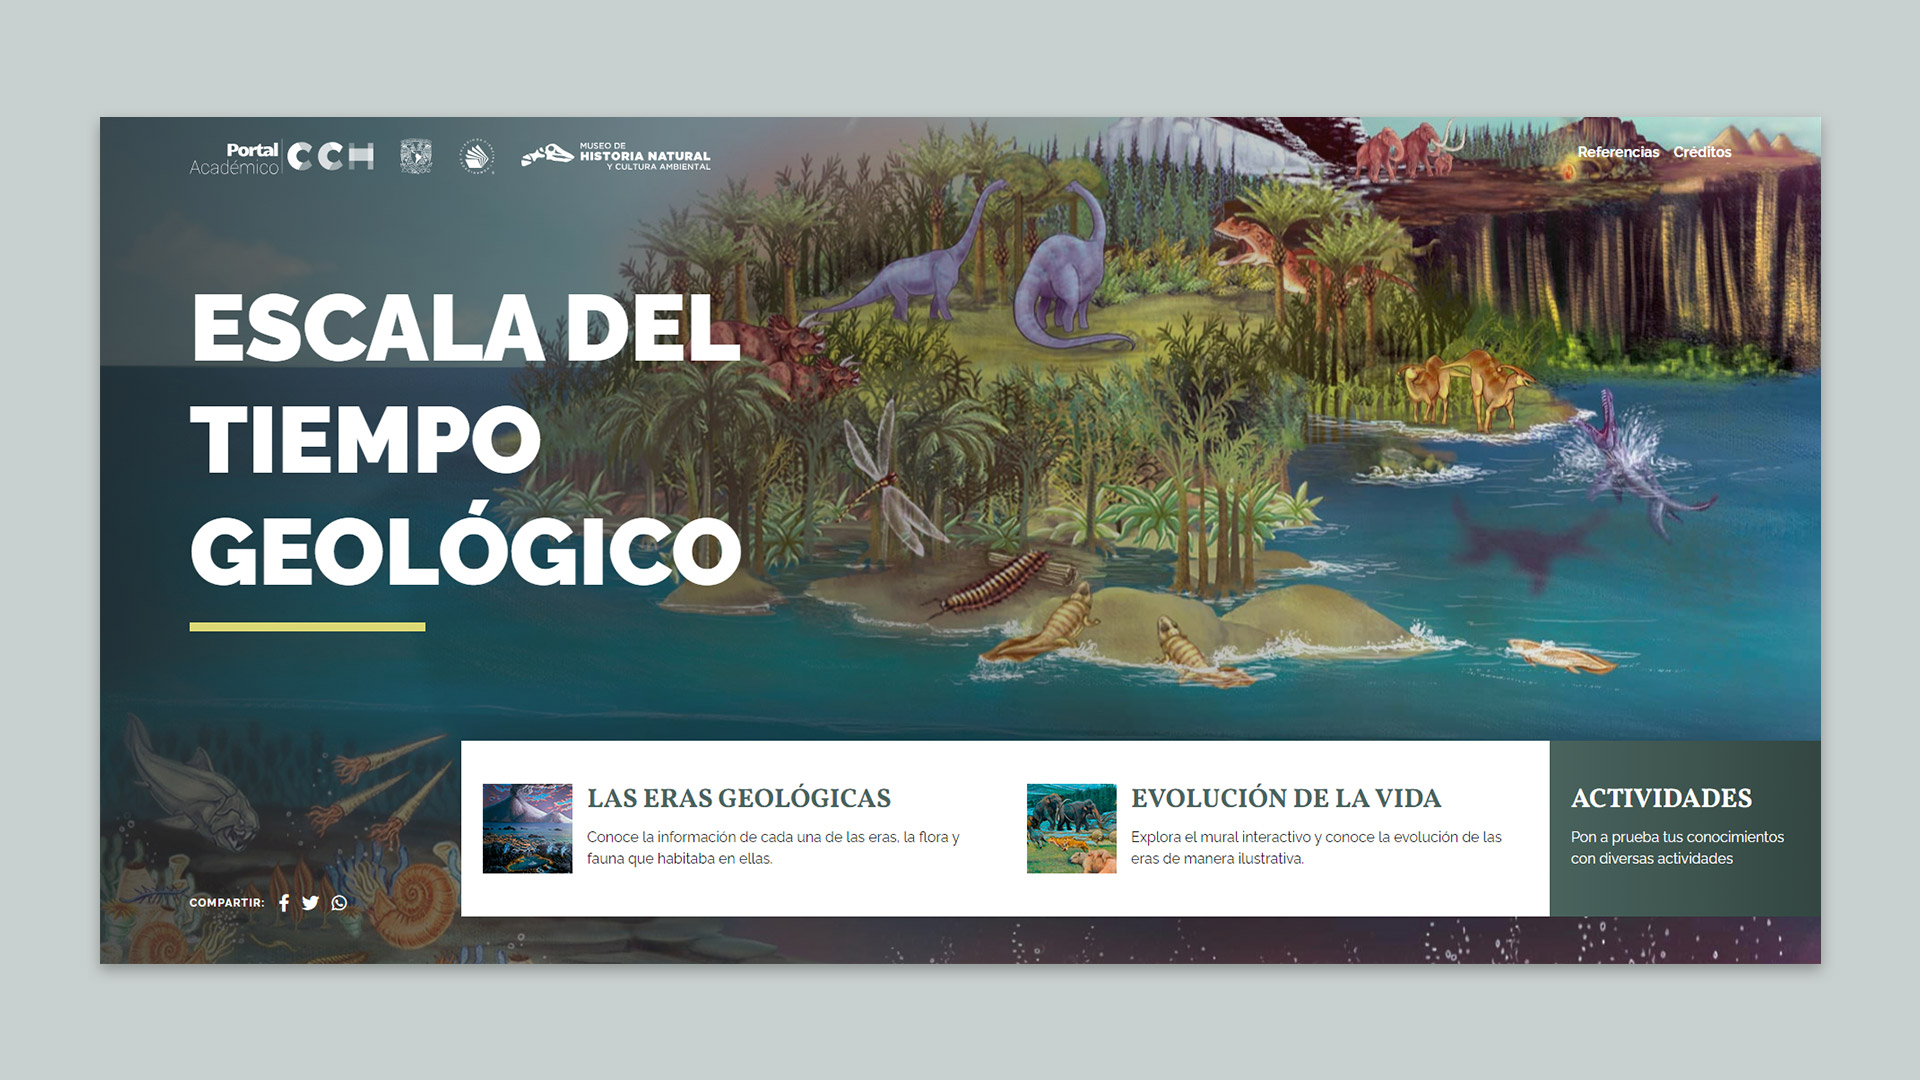 Portal
Académico
CCH
MUSEO DE
HISTORIA NATURAL
Y CULTURA AMBIENTAL
Referencias Créditos
ESCALA DEL
TIEMPO
GEOLÓGICO
LAS ERAS GEOLÓGICAS
Conoce la información de cada una de las eras, la flora y
fauna que habitaba en ellas.
EVOLUCIÓN DE LA VIDA
Explora el mural interactivo y conoce la evolución de las
eras de manera ilustrativa.
ACTIVIDADES
Pon a prueba tus conocimientos
con diversas actividades
COMPARTIR: